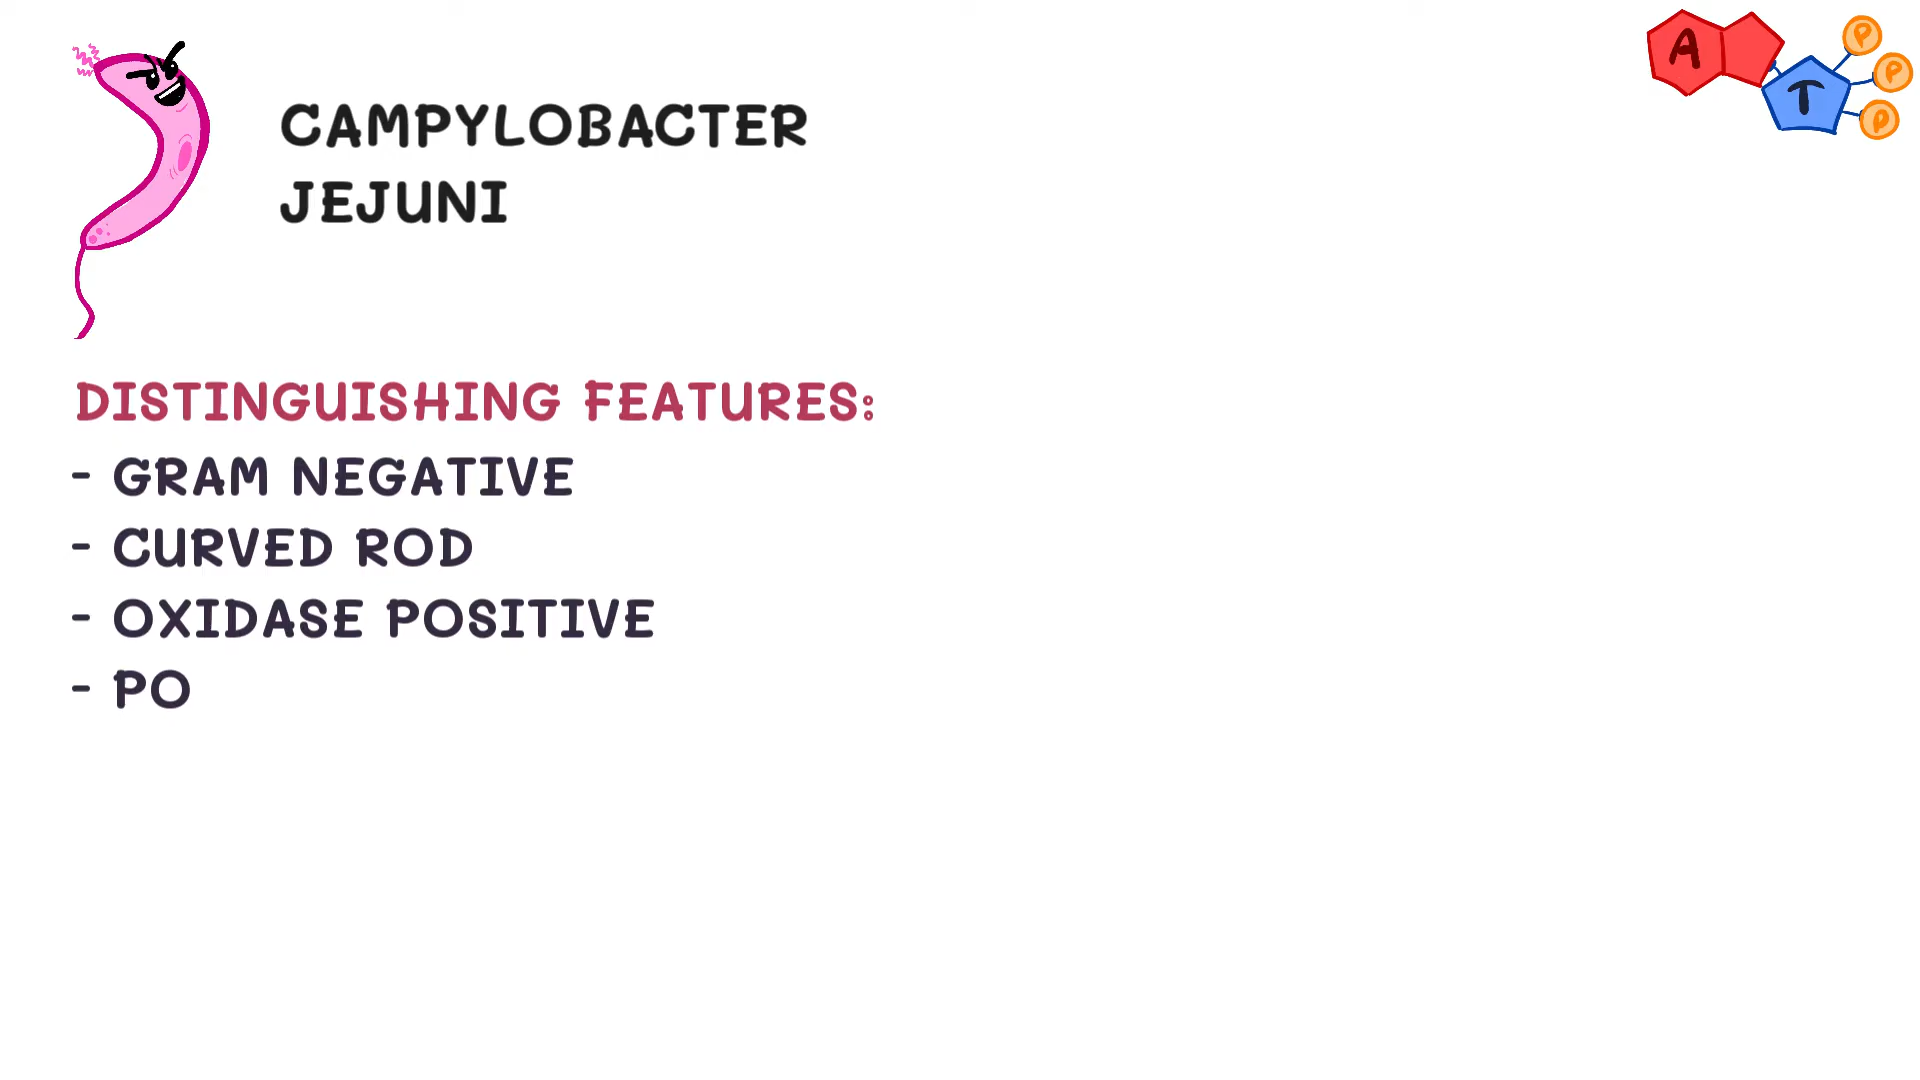 CAMPYLOBACTER
JEJUNI
A
T
P
P
P
DISTINGUISHING FEATURES:
- GRAM NEGATIVE
- CURVED ROD
- OXIDASE POSITIVE
- PO